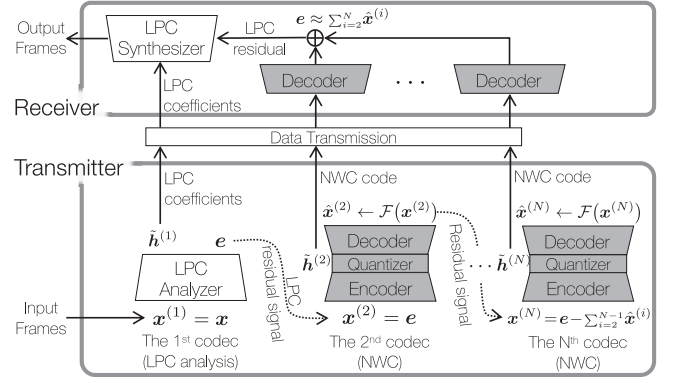 Output Frames
LPC Synthesizer
LPC residual
e ≈ ∑_{i=2}^{N} x̂^{(i)}
Decoder
. . .
Decoder
LPC coefficients
Receiver
Data Transmission
Transmitter
LPC coefficients
NWC code
NWC code
x̂^{(2)} ← F(x^{(2)})
x̂^{(N)} ← F(x^{(N)})
h̃^{(1)}
e
LPC residual signal
h̃^{(2)}
Decoder
Quantizer
Encoder
Residual signal
. . .
h̃^{(N)}
Decoder
Quantizer
Encoder
LPC Analyzer
Input Frames
x^{(1)} = x
x^{(2)} = e
x^{(N)} = e − ∑_{i=2}^{N−1} x̂^{(i)}
The 1st codec
(LPC analysis)
The 2nd codec
(NWC)
The Nth codec
(NWC)